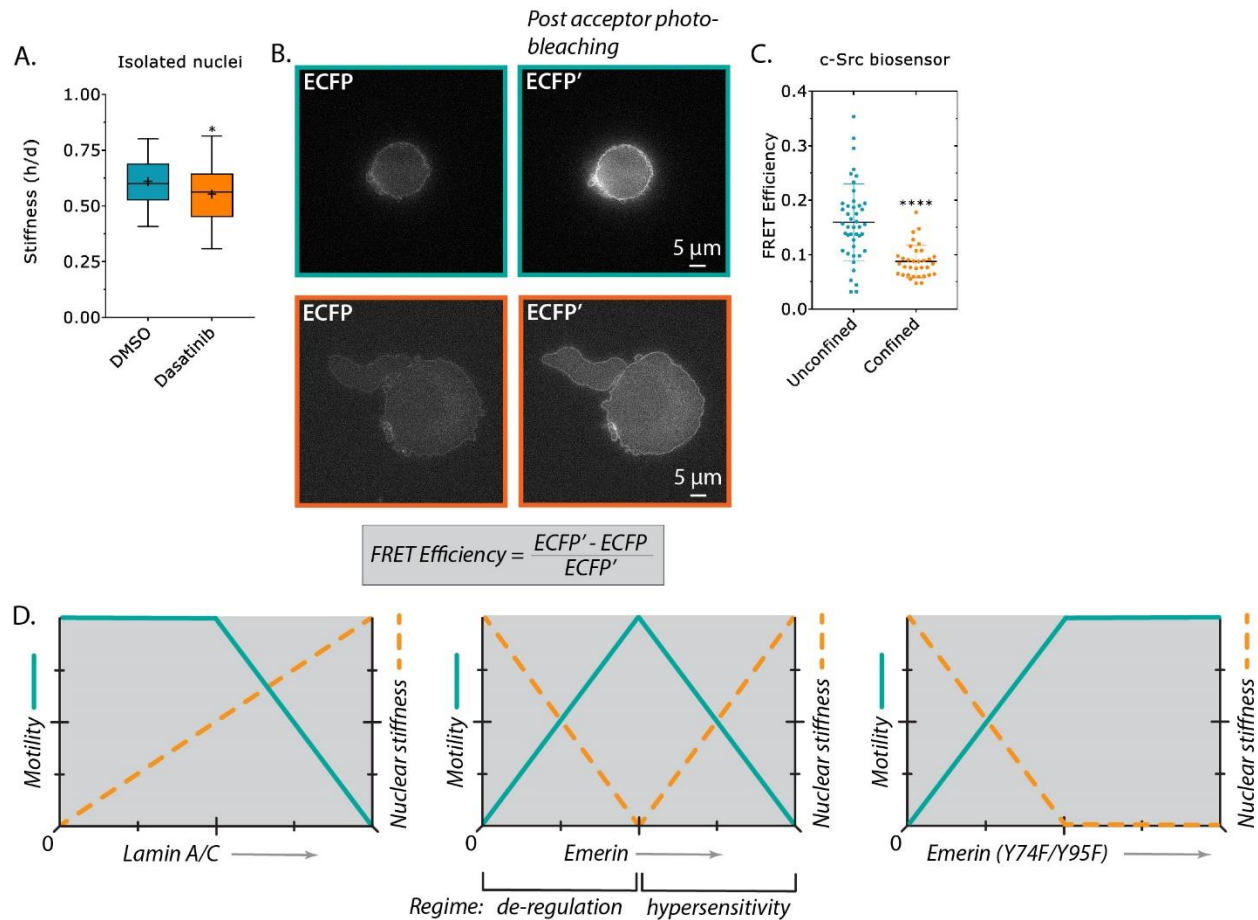 A.
Isolated nuclei
Stiffness (h/d)
1.00
0.75
0.50
0.25
0.00
*
DMSO
Dasatinib
B.
Post acceptor photo-
bleaching
ECFP
ECFP'
5 µm
ECFP
ECFP'
5 µm
FRET Efficiency = ECFP' - ECFP
ECFP'
C.
c-Src biosensor
FRET Efficiency
0.4
0.3
0.2
0.1
0.0
****
Unconfined
Confined
D.
Motility
Nuclear stiffness
0
Lamin A/C
Motility
Nuclear stiffness
0
Emerin
Regime: de-regulation hypersensitivity
Motility
Nuclear stiffness
0
Emerin (Y74F/Y95F)